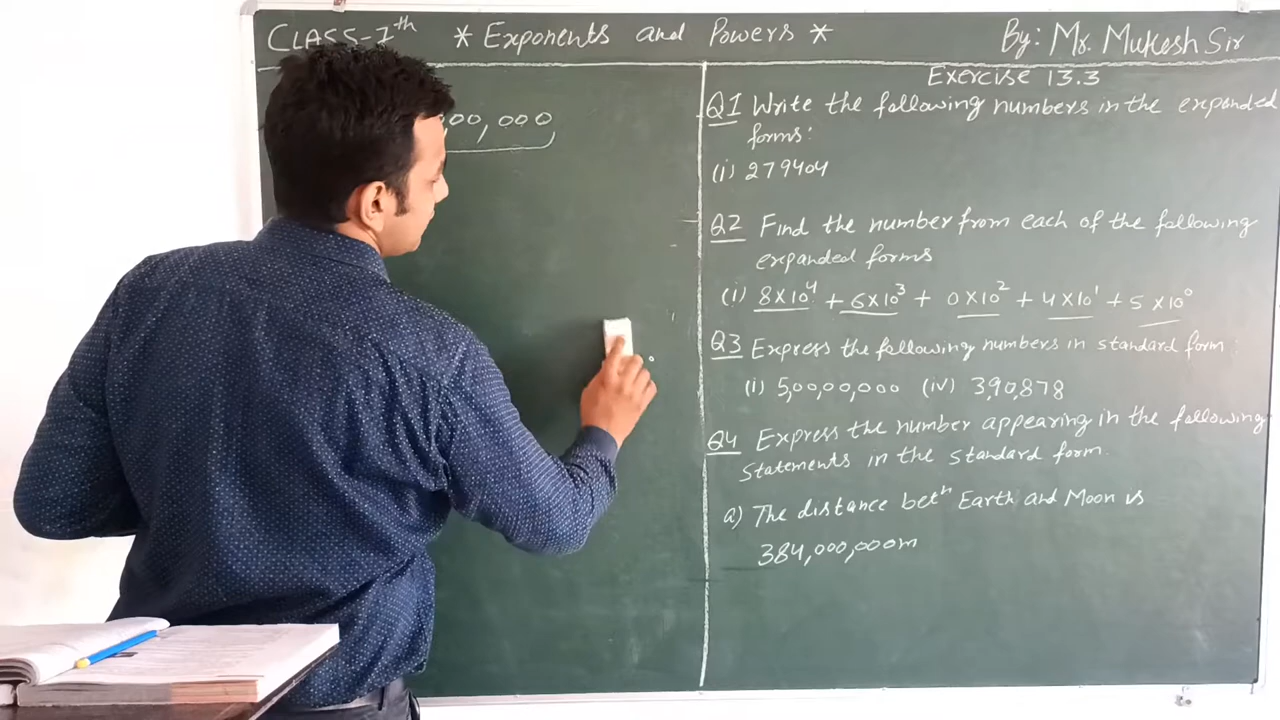 CLASS-7th * Exponents and Powers * By: Mr. Mukesh Sir
00,000
Exercise 13.3
Q1 Write the following numbers in the expanded
forms:
(i) 279404
Q2 Find the number from each of the following
expanded forms
(i) 8×10⁴ + 6×10³ + 0×10² + 4×10¹ + 5×10⁰
Q3 Express the following numbers in standard form:
(i) 5,00,00,000 (iv) 3,90,878
Q4 Express the number appearing in the following
statements in the standard form.
a) The distance betⁿ Earth and Moon is
384,000,000m